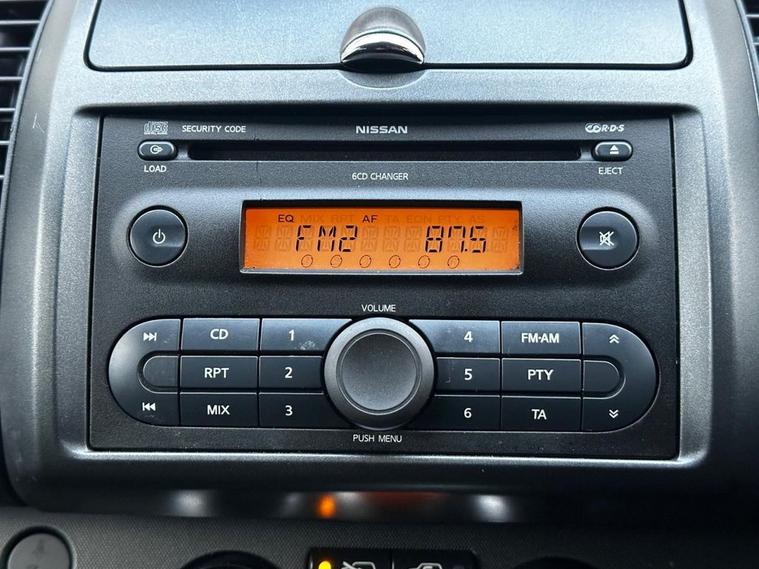 SECURITY CODE NISSAN R·D·S
LOAD EJECT
6CD CHANGER
EQ MIX RPT AF TA EON PTY AS
FM2 87.5
VOLUME
CD 1 4 FM·AM
RPT 2 5 PTY
MIX 3 6 TA
PUSH MENU